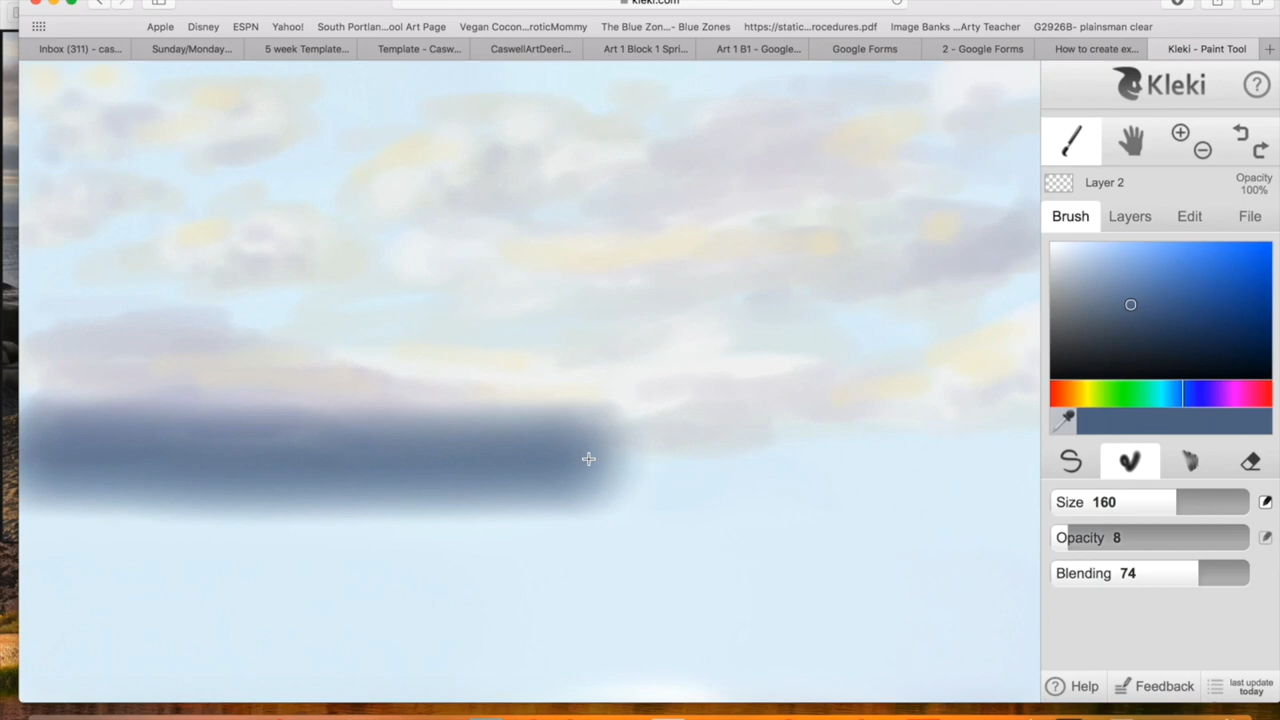 kleki.com
Apple Disney ESPN Yahoo! South Portlan...ool Art Page Vegan Coconut...roticMommy The Blue Zon...- Blue Zones https://static...rocedures.pdf Image Banks ...Arty Teacher G2926B- plainsman clear
Inbox (311) - cas... Sunday/Monday... 5 week Template... Template - Casw... CaswellArtDeeri... Art 1 Block 1 Spri... Art 1 B1 - Google... Google Forms 2 - Google Forms How to create ex... Kleki - Paint Tool
Kleki ?
Layer 2
Opacity
100%
Brush Layers Edit File
Size 160
Opacity 8
Blending 74
? Help Feedback
last update
today